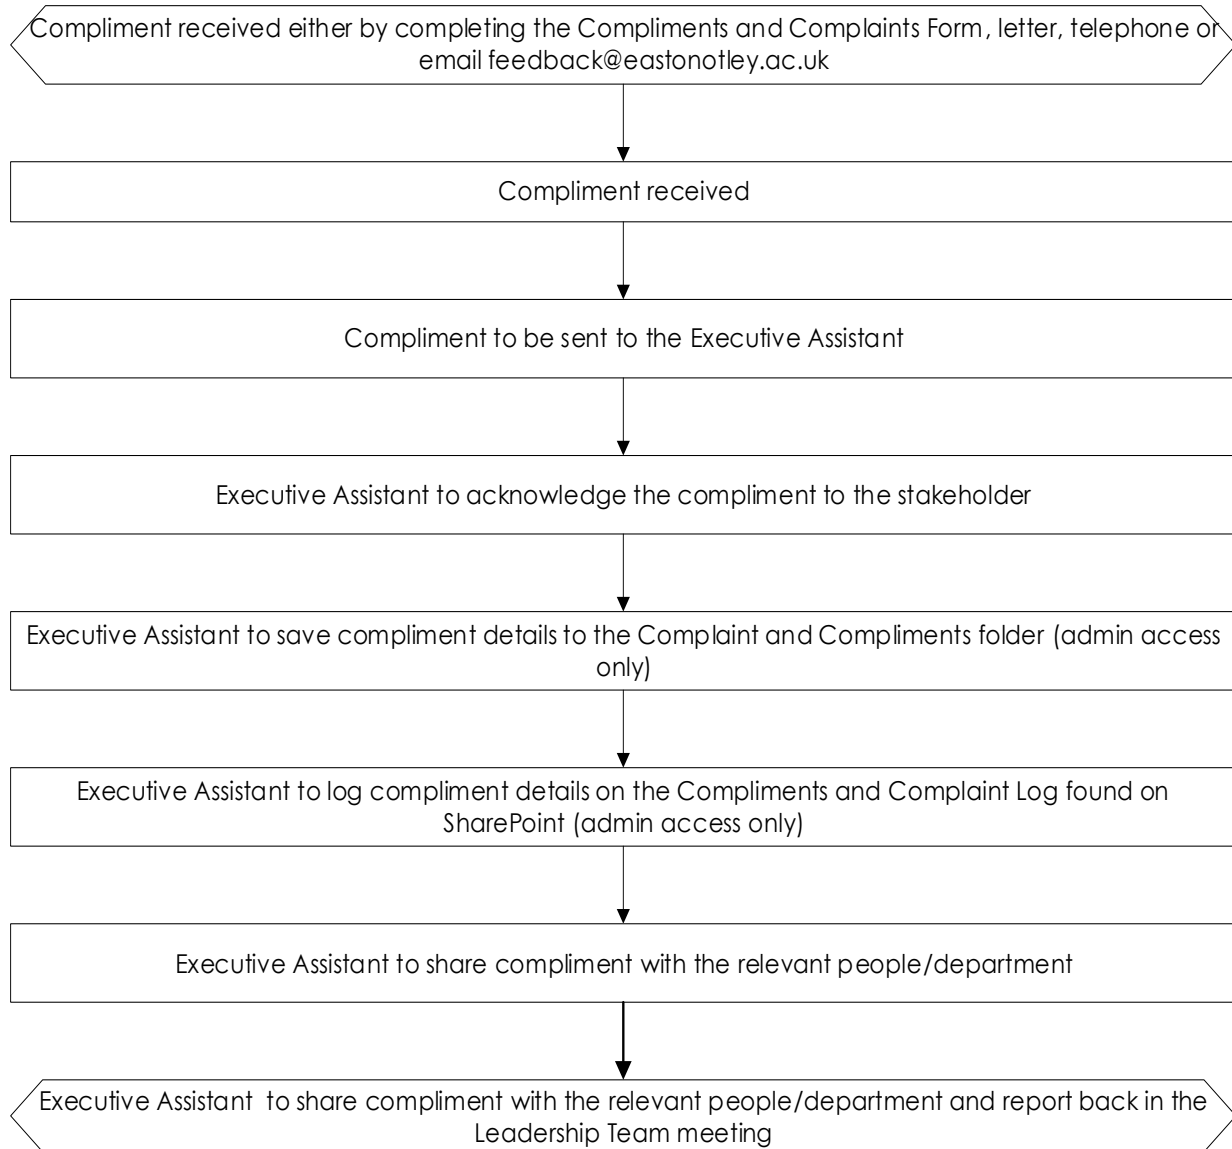 Compliment received either by completing the Compliments and Complaints Form, letter, telephone or
email feedback@eastonotley.ac.uk
Compliment received
Compliment to be sent to the Executive Assistant
Executive Assistant to acknowledge the compliment to the stakeholder
Executive Assistant to save compliment details to the Complaint and Compliments folder (admin access
only)
Executive Assistant to log compliment details on the Compliments and Complaint Log found on
SharePoint (admin access only)
Executive Assistant to share compliment with the relevant people/department
Executive Assistant to share compliment with the relevant people/department and report back in the
Leadership Team meeting